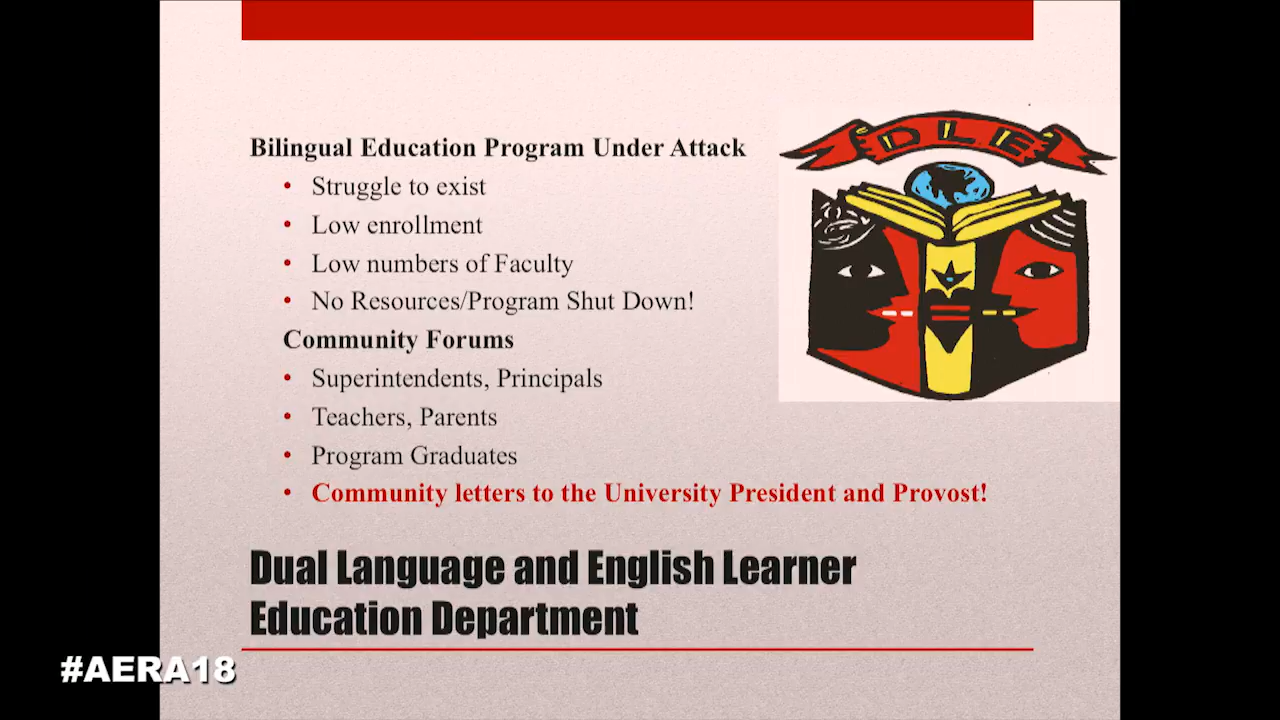 DLE
Bilingual Education Program Under Attack
• Struggle to exist
• Low enrollment
• Low numbers of Faculty
• No Resources/Program Shut Down!
Community Forums
• Superintendents, Principals
• Teachers, Parents
• Program Graduates
• Community letters to the University President and Provost!
Dual Language and English Learner
Education Department
#AERA18